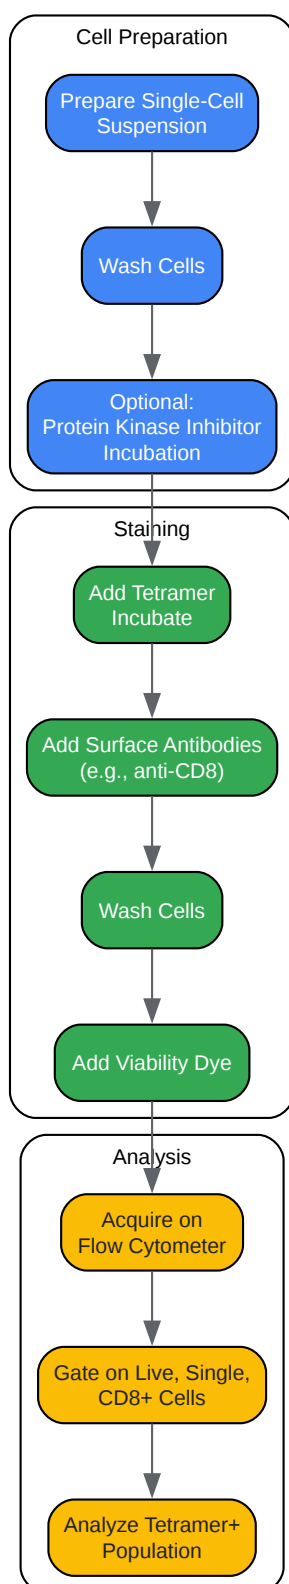 Cell Preparation
Prepare Single-Cell
Suspension
Wash Cells
Optional:
Protein Kinase Inhibitor
Incubation
Staining
Add Tetramer
Incubate
Add Surface Antibodies
(e.g., anti-CD8)
Wash Cells
Add Viability Dye
Analysis
Acquire on
Flow Cytometer
Gate on Live, Single,
CD8+ Cells
Analyze Tetramer+
Population